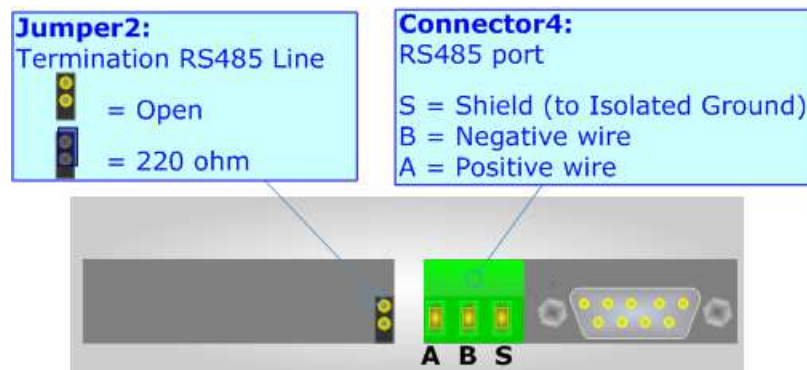 Jumper2:
Termination RS485 Line
= Open
= 220 ohm
Connector4:
RS485 port
S = Shield (to Isolated Ground)
B = Negative wire
A = Positive wire
A B S